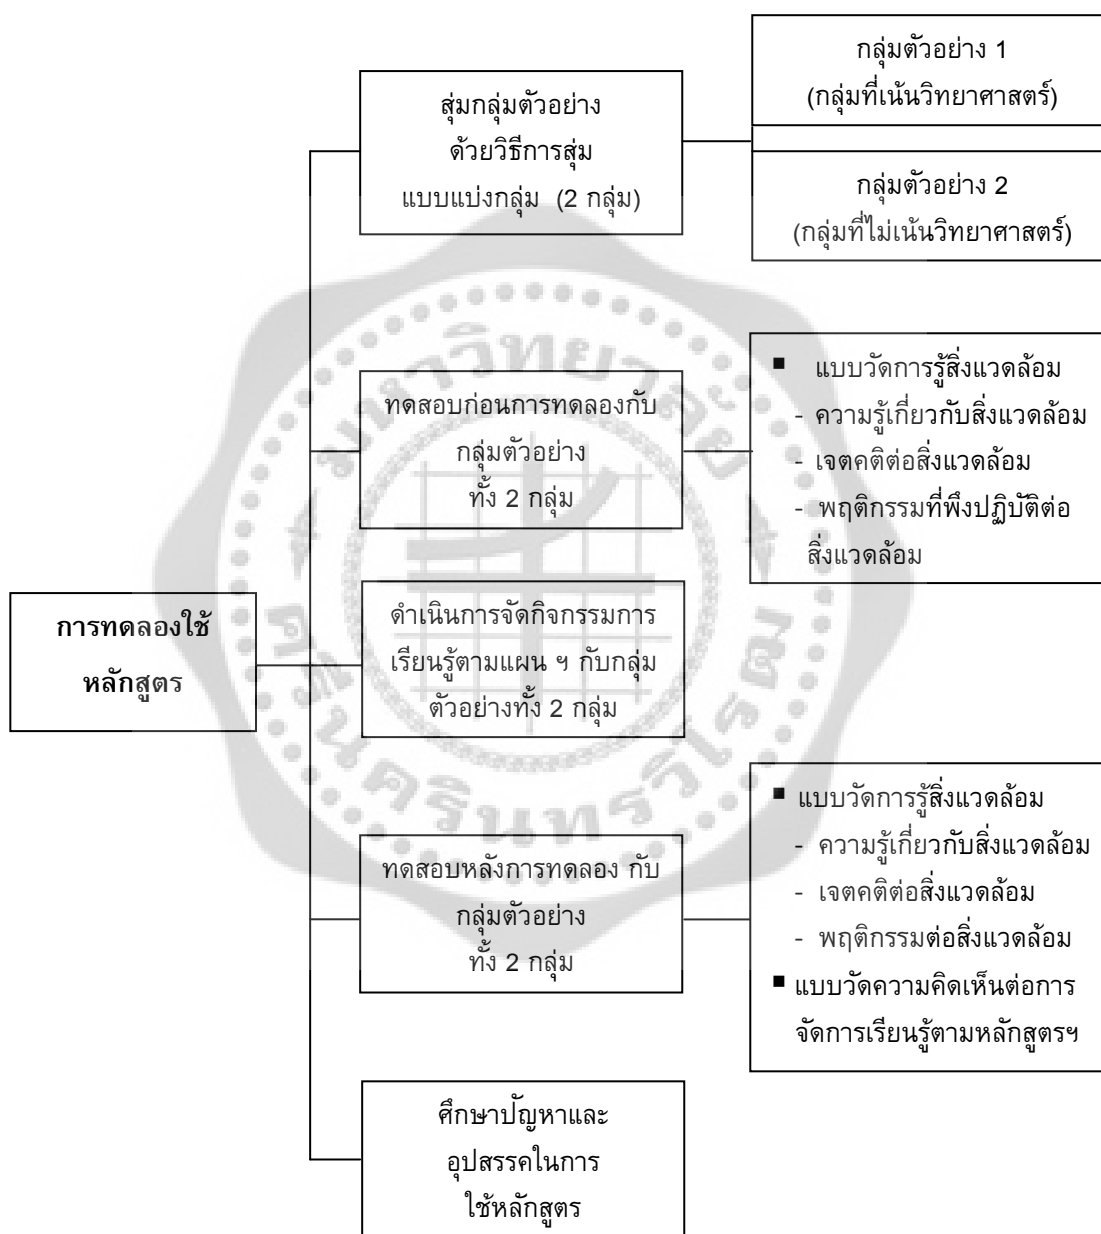 กลุ่มตัวอย่าง 1
(กลุ่มที่เน้นวิทยาศาสตร์)
สุ่มกลุ่มตัวอย่าง
ด้วยวิธีการสุ่ม
แบบแบ่งกลุ่ม (2 กลุ่ม)
กลุ่มตัวอย่าง 2
(กลุ่มที่ไม่เน้นวิทยาศาสตร์)
ทดสอบก่อนการทดลองกับ
กลุ่มตัวอย่าง
ทั้ง 2 กลุ่ม
▪ แบบวัดการรู้สิ่งแวดล้อม
- ความรู้เกี่ยวกับสิ่งแวดล้อม
- เจตคติต่อสิ่งแวดล้อม
- พฤติกรรมที่พึงปฏิบัติต่อ
สิ่งแวดล้อม
การทดลองใช้
หลักสูตร
ดำเนินการจัดกิจกรรมการ
เรียนรู้ตามแผน ฯ กับกลุ่ม
ตัวอย่างทั้ง 2 กลุ่ม
ทดสอบหลังการทดลอง กับ
กลุ่มตัวอย่าง
ทั้ง 2 กลุ่ม
▪ แบบวัดการรู้สิ่งแวดล้อม
- ความรู้เกี่ยวกับสิ่งแวดล้อม
- เจตคติต่อสิ่งแวดล้อม
- พฤติกรรมต่อสิ่งแวดล้อม
▪ แบบวัดความคิดเห็นต่อการ
จัดการเรียนรู้ตามหลักสูตรฯ
ศึกษาปัญหาและ
อุปสรรคในการ
ใช้หลักสูตร
มหาวิทยาลัย
ศรีนครินทรวิโรฒ